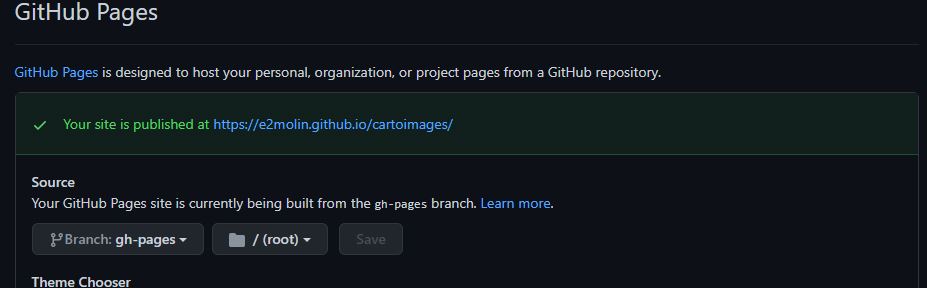 GitHub Pages
GitHub Pages is designed to host your personal, organization, or project pages from a GitHub repository.
Your site is published at https://e2molin.github.io/cartoimages/
Source
Your GitHub Pages site is currently being built from the gh-pages branch. Learn more.
Branch: gh-pages / (root) Save
Theme Chooser